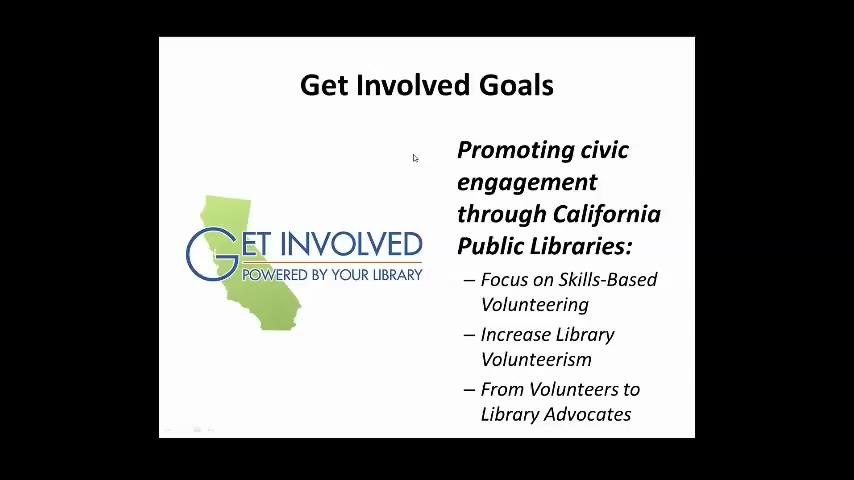 Get Involved Goals
GET INVOLVED
POWERED BY YOUR LIBRARY
Promoting civic
engagement
through California
Public Libraries:
– Focus on Skills-Based
Volunteering
– Increase Library
Volunteerism
– From Volunteers to
Library Advocates